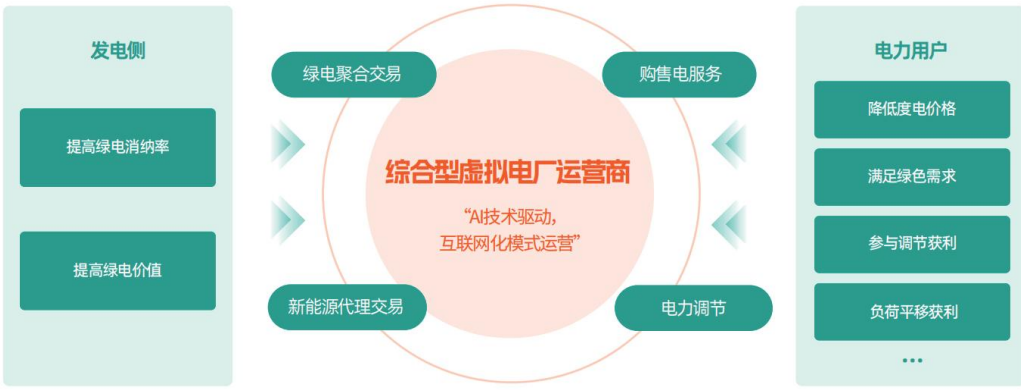 发电侧
提高绿电消纳率
提高绿电价值
绿电聚合交易
购售电服务
综合型虚拟电厂运营商
“AI技术驱动，
互联网化模式运营”
新能源代理交易
电力调节
电力用户
降低度电价格
满足绿色需求
参与调节获利
负荷平移获利
...